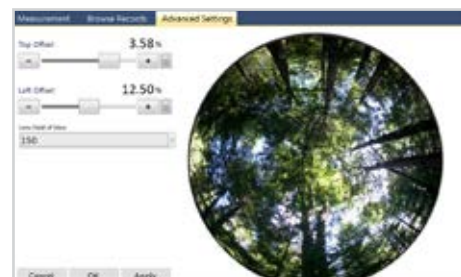 Measurement Browse Records Advanced Settings
Top Offset 3.58 %
- +
Left Offset 12.50 %
- +
Lens Field of View
150
Cancel OK Apply